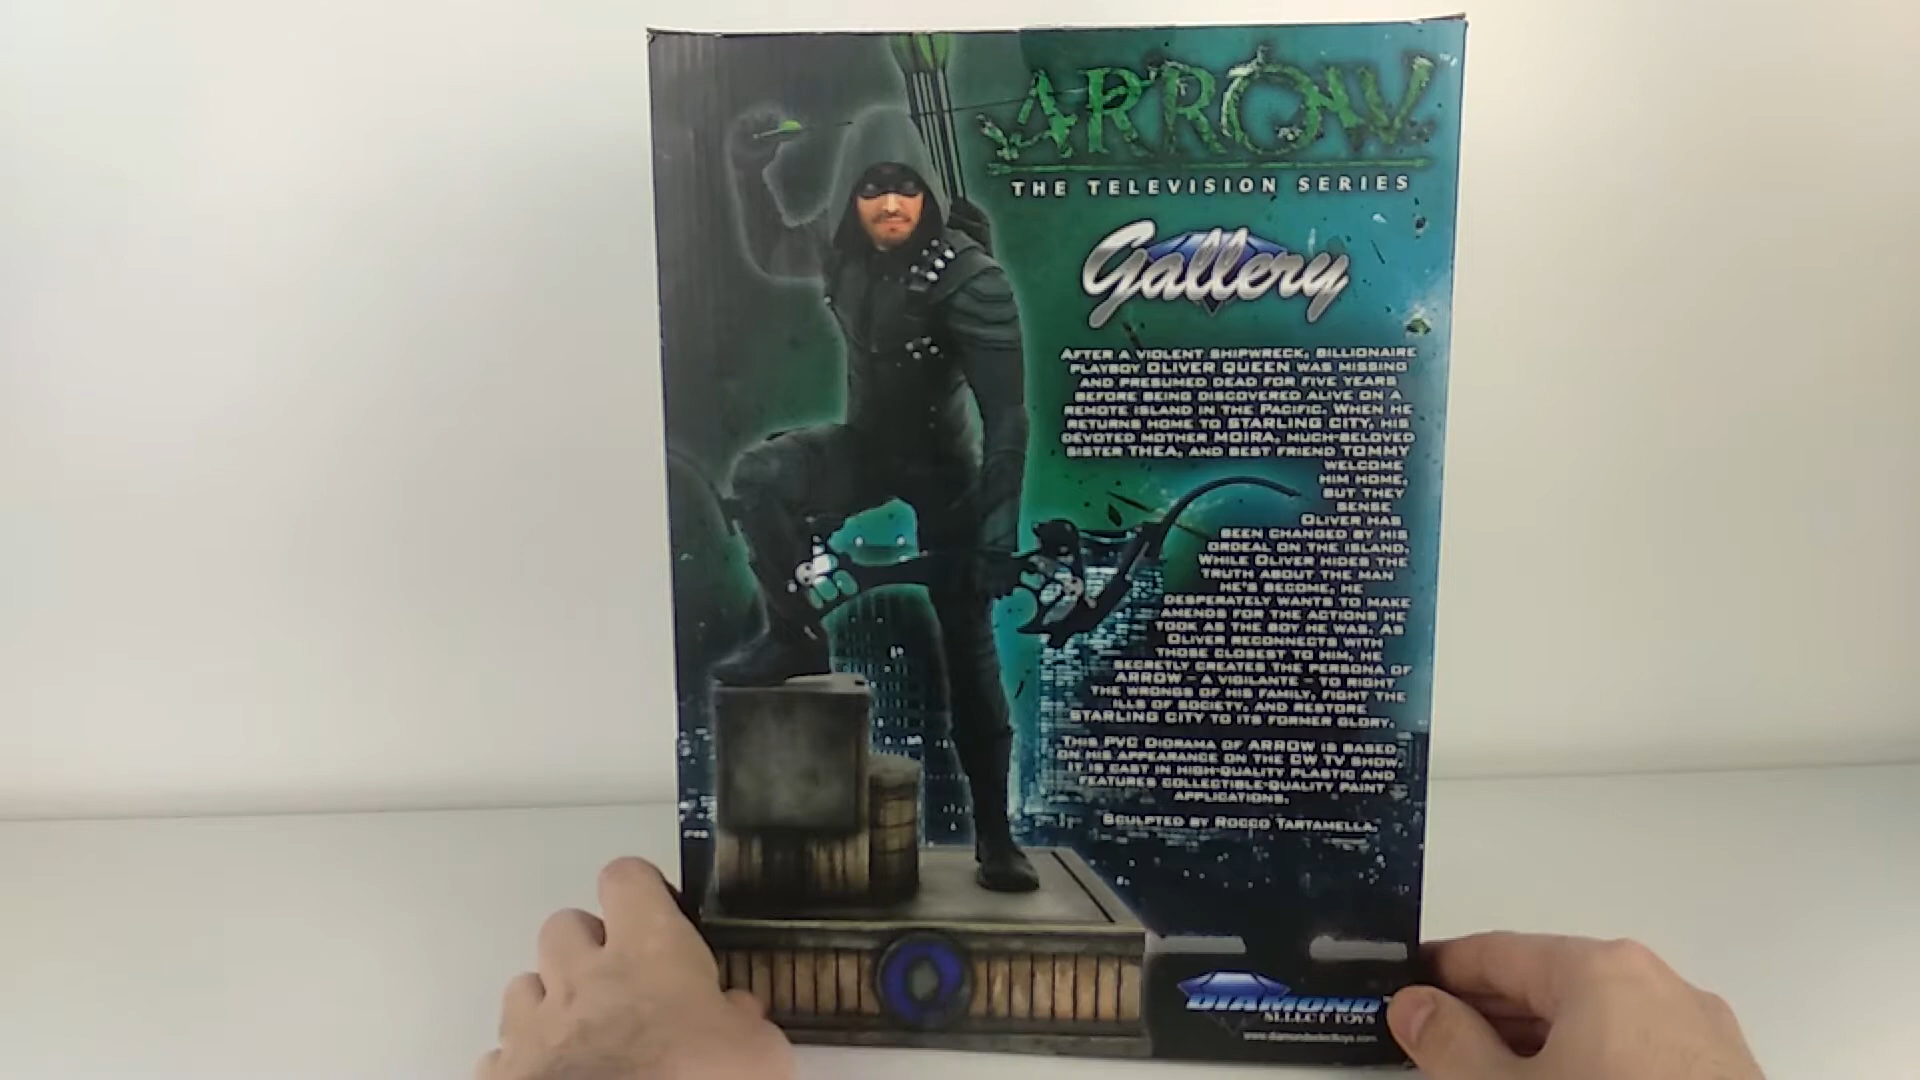 ARROW™
THE TELEVISION SERIES
Gallery
AFTER A VIOLENT SHIPWRECK, BILLIONAIRE
PLAYBOY OLIVER QUEEN WAS MISSING
AND PRESUMED DEAD FOR FIVE YEARS
BEFORE BEING DISCOVERED ALIVE ON A
REMOTE ISLAND IN THE PACIFIC. WHEN HE
RETURNS HOME TO STARLING CITY, HIS
DEVOTED MOTHER MOIRA, MUCH-BELOVED
SISTER THEA, AND BEST FRIEND TOMMY
WELCOME
HIM HOME,
BUT THEY
SENSE
OLIVER HAS
BEEN CHANGED BY HIS
ORDEAL ON THE ISLAND.
WHILE OLIVER HIDES THE
TRUTH ABOUT THE MAN
HE'S BECOME, HE
DESPERATELY WANTS TO MAKE
AMENDS FOR THE ACTIONS HE
TOOK AS THE BOY HE WAS. AS
OLIVER RECONNECTS WITH
THOSE CLOSEST TO HIM, HE
SECRETLY CREATES THE PERSONA OF
ARROW – A VIGILANTE – TO RIGHT
THE WRONGS OF HIS FAMILY, FIGHT THE
ILLS OF SOCIETY, AND RESTORE
STARLING CITY TO ITS FORMER GLORY.
THIS PVC DIORAMA OF ARROW IS BASED
ON HIS APPEARANCE ON THE CW TV SHOW.
IT IS CAST IN HIGH-QUALITY PLASTIC AND
FEATURES COLLECTIBLE-QUALITY PAINT
APPLICATIONS.
SCULPTED BY ROCCO TARTAMELLA.
DIAMOND™
SELECT TOYS
www.diamondselecttoys.com